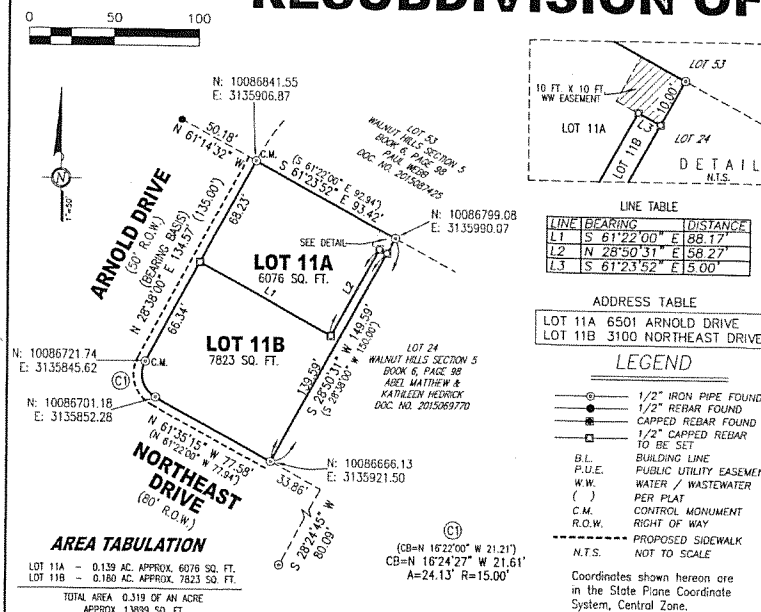 RESUBDIVISION OF
0 50 100
N: 10086841.55
E: 3135906.87
50.18'
N 61°14'32" W
C.M.
LOT 53
WALNUT HILLS SECTION 5
BOOK 6, PAGE 98
PAUL WEBB
DOC. NO. 2015087425
(S 61°22'00" E 92.94')
S 61°23'52" E 93.42'
N: 10086799.08
E: 3135990.07
N
1"=50'
ARNOLD DRIVE
(50' R.O.W.)
(BEARING BASIS)
N 28°38'00" E 134.57' (135.00')
68.23'
66.34'
SEE DETAIL
LOT 11A
6076 SQ. FT.
L1
L2
LOT 11B
7823 SQ. FT.
139.59'
S 28°50'31" W 149.59'
(S 28°38'00" W 150.00')
LOT 24
WALNUT HILLS SECTION 5
BOOK 6, PAGE 98
ABEL MATTHEW &
KATHLEEN HEDRICK
DOC. NO. 2015069770
N: 10086721.74
E: 3135845.62
C.M.
C1
N: 10086701.18
E: 3135852.28
N 61°35'15" W 77.58'
(N 61°22'00" W 77.94')
NORTHEAST
DRIVE
(80' R.O.W.)
N: 10086666.13
E: 3135921.50
33.86'
S 28°24'45" W
80.09'
C1
(CB=N 16°22'00" W 21.21')
CB=N 16°24'27" W 21.61'
A=24.13' R=15.00'
AREA TABULATION
LOT 11A - 0.139 AC. APPROX. 6076 SQ. FT.
LOT 11B - 0.180 AC. APPROX. 7823 SQ. FT.
TOTAL AREA 0.319 OF AN ACRE
APPROX. 13899 SQ. FT.
LOT 53
10 FT. X 10 FT.
WW EASEMENT
10.00'
LOT 11A
L3
LOT 24
LOT 11B
DETAIL
N.T.S.
LINE TABLE
LINE BEARING DISTANCE
L1 S 61°22'00" E 88.17'
L2 N 28°50'31" E 58.27'
L3 S 61°23'52" E 5.00'
ADDRESS TABLE
LOT 11A 6501 ARNOLD DRIVE
LOT 11B 3100 NORTHEAST DRIVE
LEGEND
1/2" IRON PIPE FOUND
1/2" REBAR FOUND
CAPPED REBAR FOUND
1/2" CAPPED REBAR
TO BE SET
B.L. BUILDING LINE
P.U.E. PUBLIC UTILITY EASEMEN
W.W. WATER / WASTEWATER
( ) PER PLAT
C.M. CONTROL MONUMENT
R.O.W. RIGHT OF WAY
PROPOSED SIDEWALK
N.T.S. NOT TO SCALE
Coordinates shown hereon are
in the State Plane Coordinate
System, Central Zone.